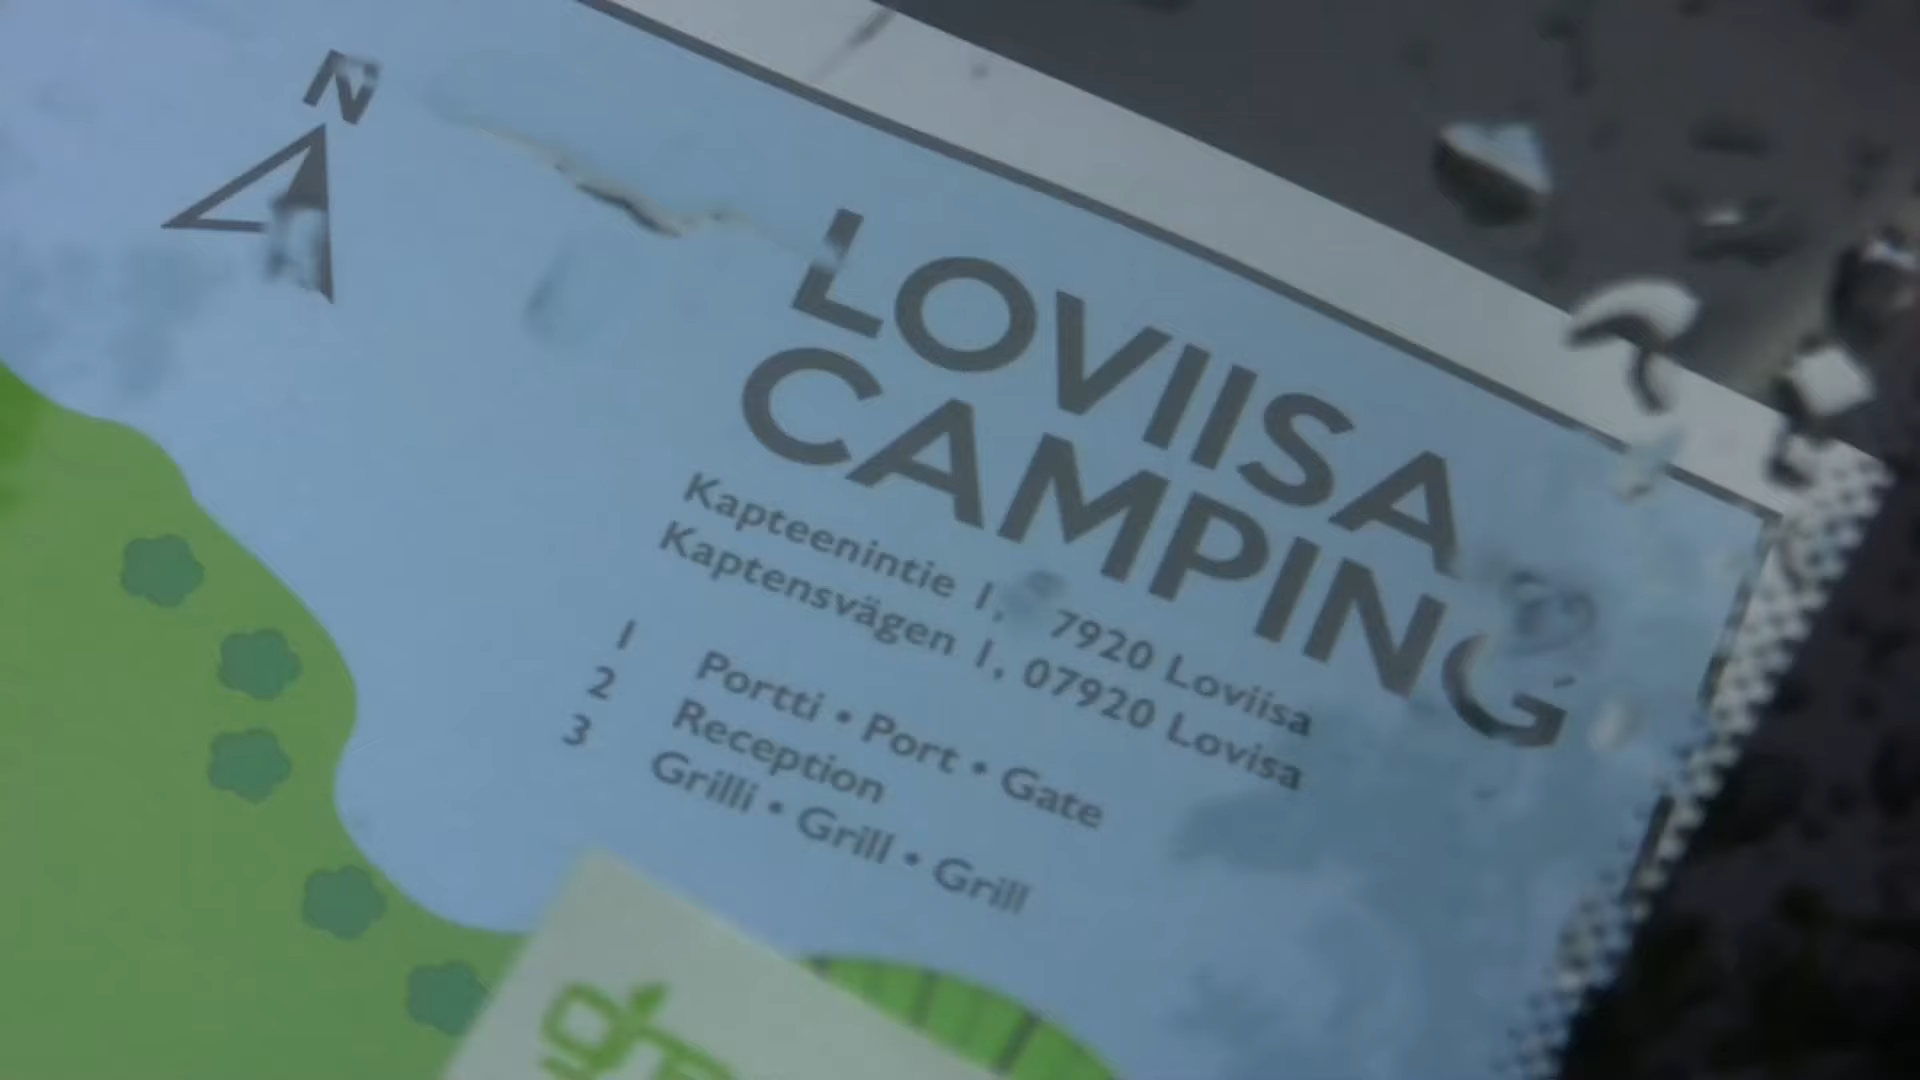 N
LOVIISA
CAMPING
Kapteenintie 1, 7920 Loviisa
Kaptensvägen 1, 07920 Lovisa
1 Portti • Port • Gate
2 Reception
3 Grilli • Grill • Grill